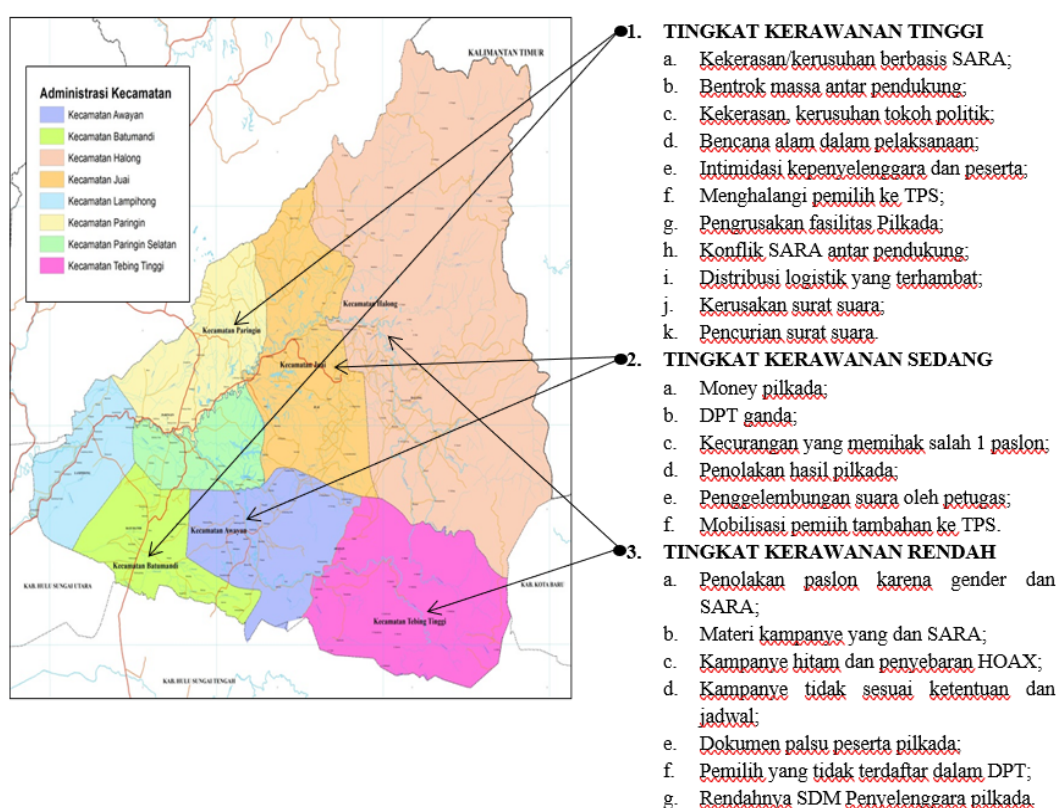 KALIMANTAN TIMUR
Administrasi Kecamatan
Kecamatan Awayan
Kecamatan Batumandi
Kecamatan Halong
Kecamatan Juai
Kecamatan Lampihong
Kecamatan Paringin
Kecamatan Paringin Selatan
Kecamatan Tebing Tinggi
Kecamatan Halong
Kecamatan Paringin
Kecamatan Juai
Kecamatan Awayan
Kecamatan Batumandi
KAB. HULU SUNGAI UTARA
KAB. KOTA BARU
Kecamatan Tebing Tinggi
KAB. HULU SUNGAI TENGAH
1. TINGKAT KERAWANAN TINGGI
a. Kekerasan/kerusuhan berbasis SARA;
b. Bentrok massa antar pendukung;
c. Kekerasan, kerusuhan tokoh politik;
d. Bencana alam dalam pelaksanaan;
e. Intimidasi kepenyelenggara dan peserta;
f. Menghalangi pemilih ke TPS;
g. Pengrusakan fasilitas Pilkada;
h. Konflik SARA antar pendukung;
i. Distribusi logistik yang terhambat;
j. Kerusakan surat suara;
k. Pencurian surat suara.
2. TINGKAT KERAWANAN SEDANG
a. Money pilkada;
b. DPT ganda;
c. Kecurangan yang memihak salah 1 paslon;
d. Penolakan hasil pilkada;
e. Penggelembungan suara oleh petugas;
f. Mobilisasi pemiih tambahan ke TPS.
3. TINGKAT KERAWANAN RENDAH
a. Penolakan paslon karena gender dan
SARA;
b. Materi kampanye yang dan SARA;
c. Kampanye hitam dan penyebaran HOAX;
d. Kampanye tidak sesuai ketentuan dan
jadwal;
e. Dokumen palsu peserta pilkada;
f. Pemilih yang tidak terdaftar dalam DPT;
g. Rendahnya SDM Penyelenggara pilkada.